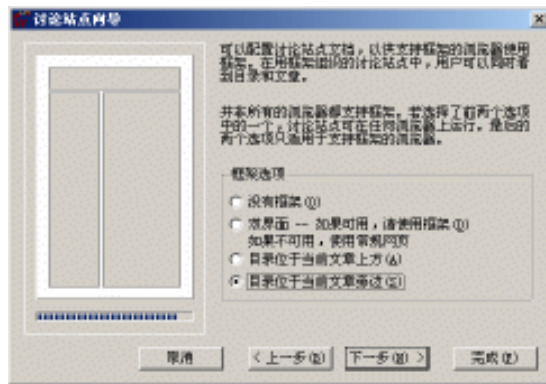 讨论站点向导
可以配置讨论站点文档，以供支持框架的浏览器使用
框架。在用框架组织的讨论站点中，用户可以同时看
到目录和文章。
并非所有的浏览器都支持框架。若选择了前两个选项
中的一个，讨论站点可在任何浏览器上运行。最后的
两个选项只适用于支持框架的浏览器。
框架选项
没有框架
双界面 -- 如果可用，请使用框架
如果不可用，使用常规网页
目录位于当前文章上方(A)
目录位于当前文章旁边
取消
< 上一步(B)
下一步(N) >
完成(F)